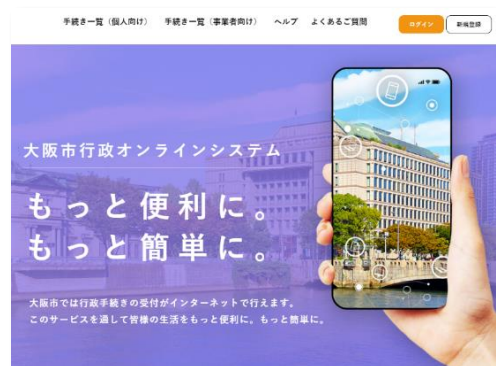 手続き一覧（個人向け） 手続き一覧（事業者向け） ヘルプ よくあるご質問 ログイン 新規登録
大阪市行政オンラインシステム
もっと便利に。
もっと簡単に。
大阪市では行政手続きの受付がインターネットで行えます。
このサービスを通して皆様の生活をもっと便利に。もっと簡単に。